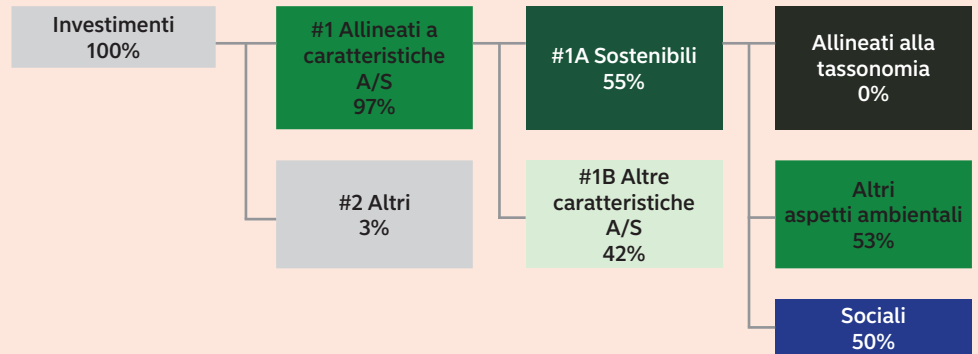 Investimenti
100%
#1 Allineati a
caratteristiche
A/S
97%
#1A Sostenibili
55%
Allineati alla
tassonomia
0%
#2 Altri
3%
#1B Altre
caratteristiche
A/S
42%
Altri
aspetti ambientali
53%
Sociali
50%